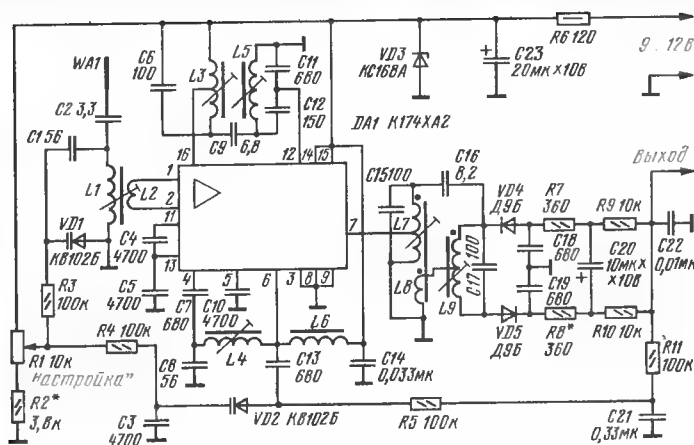 WA1
C2 3,3
C1 56
L1
L2
VD1
КВ102Б
R3
100к
R4 100к
R1 10к
„Настройка“
R2*
3,8к
C3
4700
C6
100
L3
L5
C11
680
C12
150
C9
6,8
16
12
14
15
DA1 К174ХА2
1
2
11
13
4
5
6
3
8
9
7
C4
4700
C5
4700
C7
680
C8
56
C10
4700
L4
L6
C13
680
C14
0,033мк
VD2 КВ102Б
R5 100к
VD3
КС168А
C23
20мк×10В
R6 120
9...12В
Выход
C15 100
C16
8,2
L7
L8
L9
C17 100
VD4
Д9Б
VD5
Д9Б
R7
360
R8*
360
C18
680
C19
680
R9 10к
R10 10к
C20
10мк×
×10В
C22
0,01мк
R11
100к
C21
0,33мк